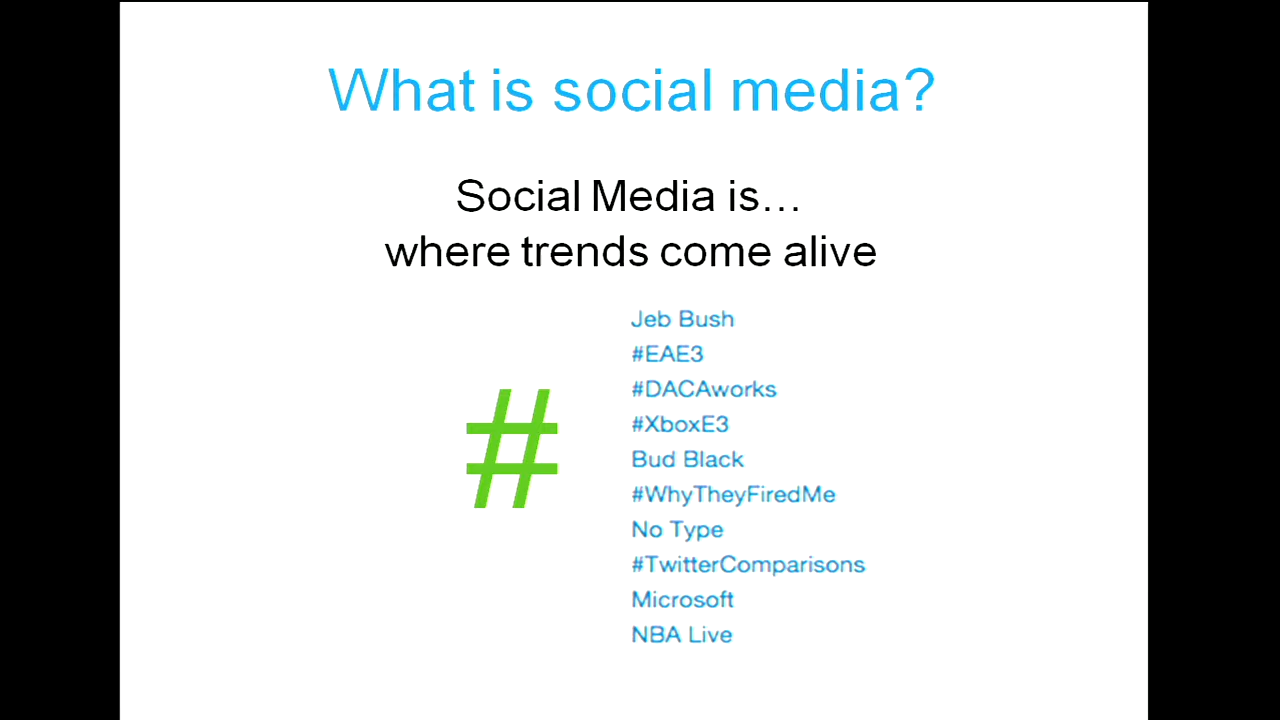 What is social media?
Social Media is…
where trends come alive
#
Jeb Bush
#EAE3
#DACAworks
#XboxE3
Bud Black
#WhyTheyFiredMe
No Type
#TwitterComparisons
Microsoft
NBA Live